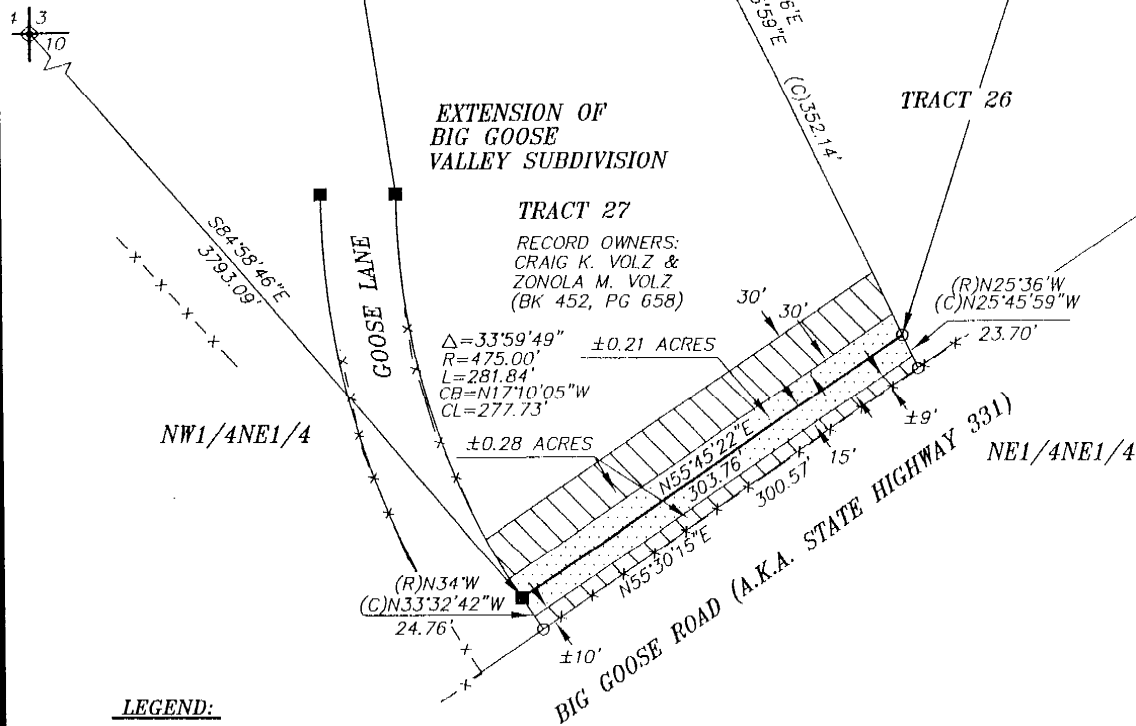 1 3
10
6'E
'59"E
(C)352.14'
TRACT 26
EXTENSION OF
BIG GOOSE
VALLEY SUBDIVISION
TRACT 27
RECORD OWNERS:
CRAIG K. VOLZ &
ZONOLA M. VOLZ
(BK 452, PG 658)
S84°58'46"E
3793.09'
GOOSE LANE
Δ=33°59'49"
R=475.00'
L=281.84'
CB=N17°10'05"W
CL=277.73'
±0.21 ACRES
30'
30'
(R)N25°36'W
(C)N25°45'59"W
23.70'
±9'
NW1/4NE1/4
±0.28 ACRES
N55°45'22"E
303.76'
15'
NE1/4NE1/4
300.57'
N55°30'15"E
(R)N34°W
(C)N33°32'42"W
24.76'
±10'
BIG GOOSE ROAD (A.K.A. STATE HIGHWAY 331)
LEGEND: